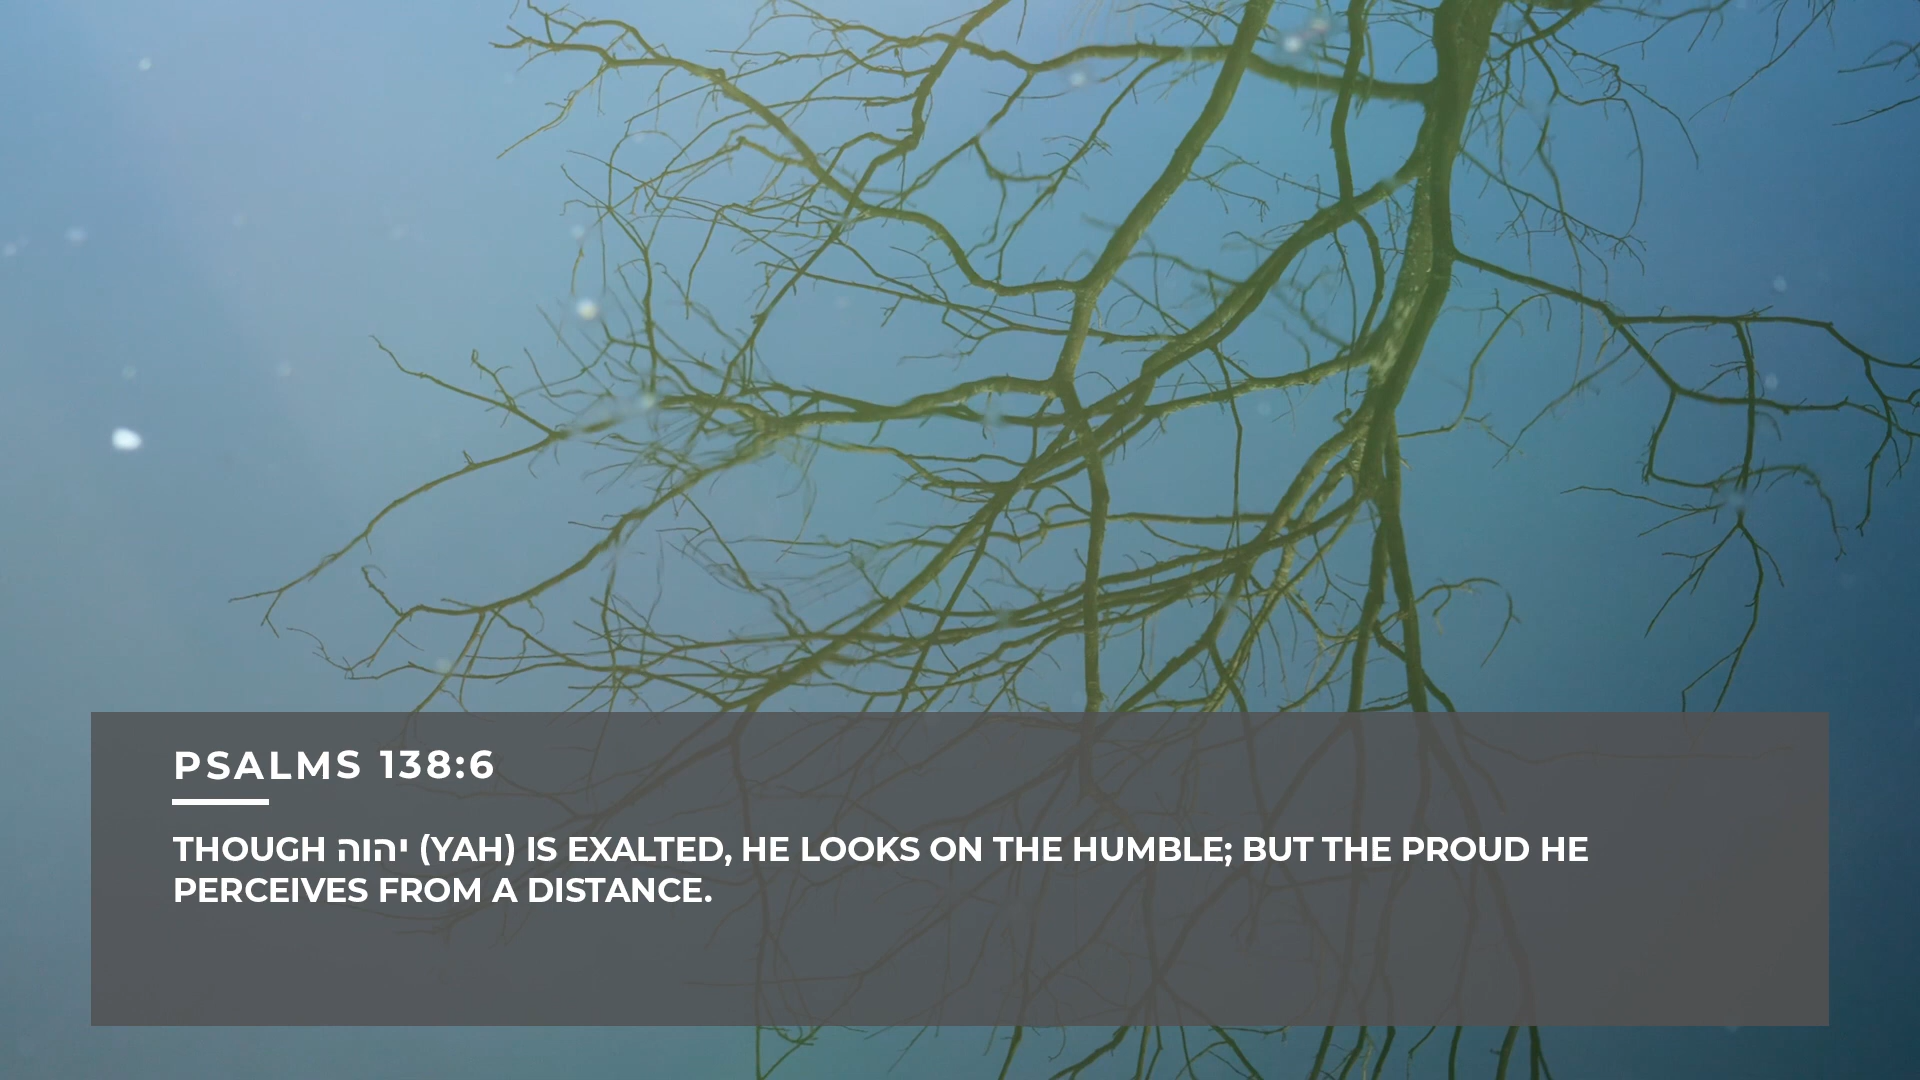 PSALMS 138:6
THOUGH יהוה (YAH) IS EXALTED, HE LOOKS ON THE HUMBLE; BUT THE PROUD HE
PERCEIVES FROM A DISTANCE.